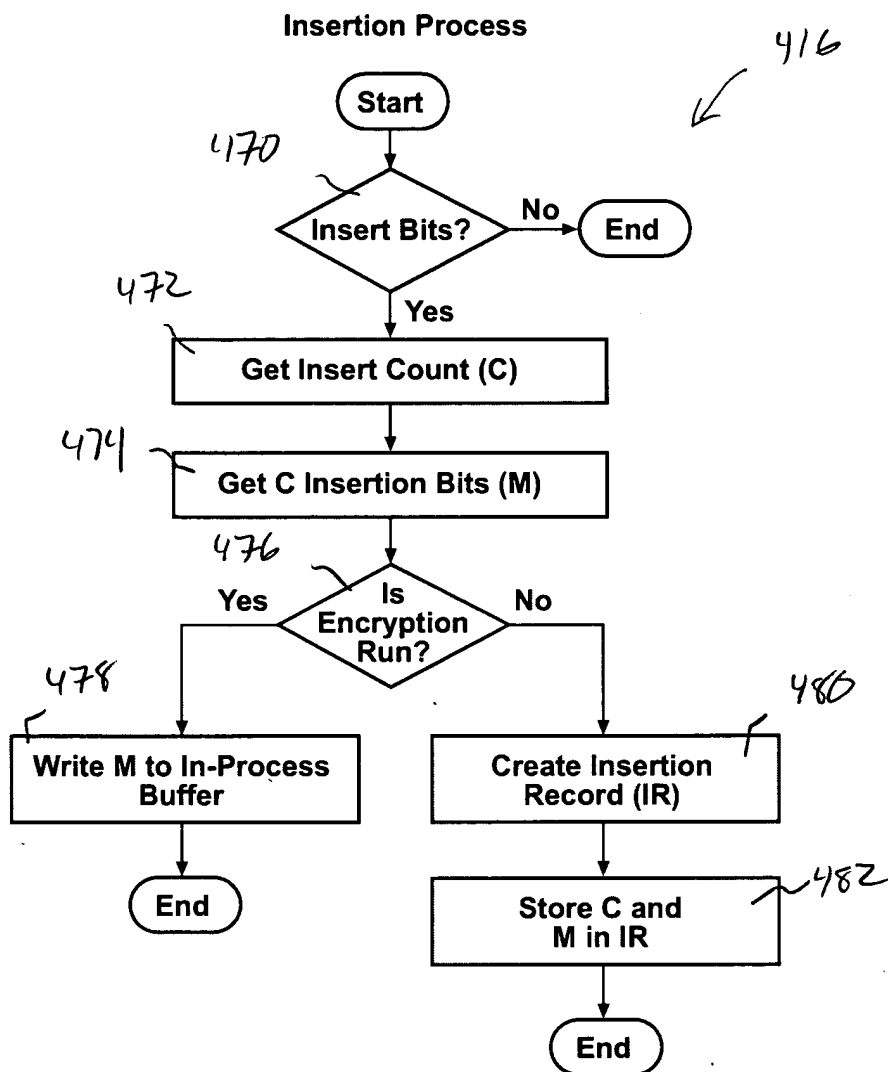 Insertion Process
416
Start
470
Insert Bits?
No
End
472
Yes
Get Insert Count (C)
474
Get C Insertion Bits (M)
476
Yes
Is
Encryption
Run?
No
478
480
Write M to In-Process
Buffer
Create Insertion
Record (IR)
482
End
Store C and
M in IR
End